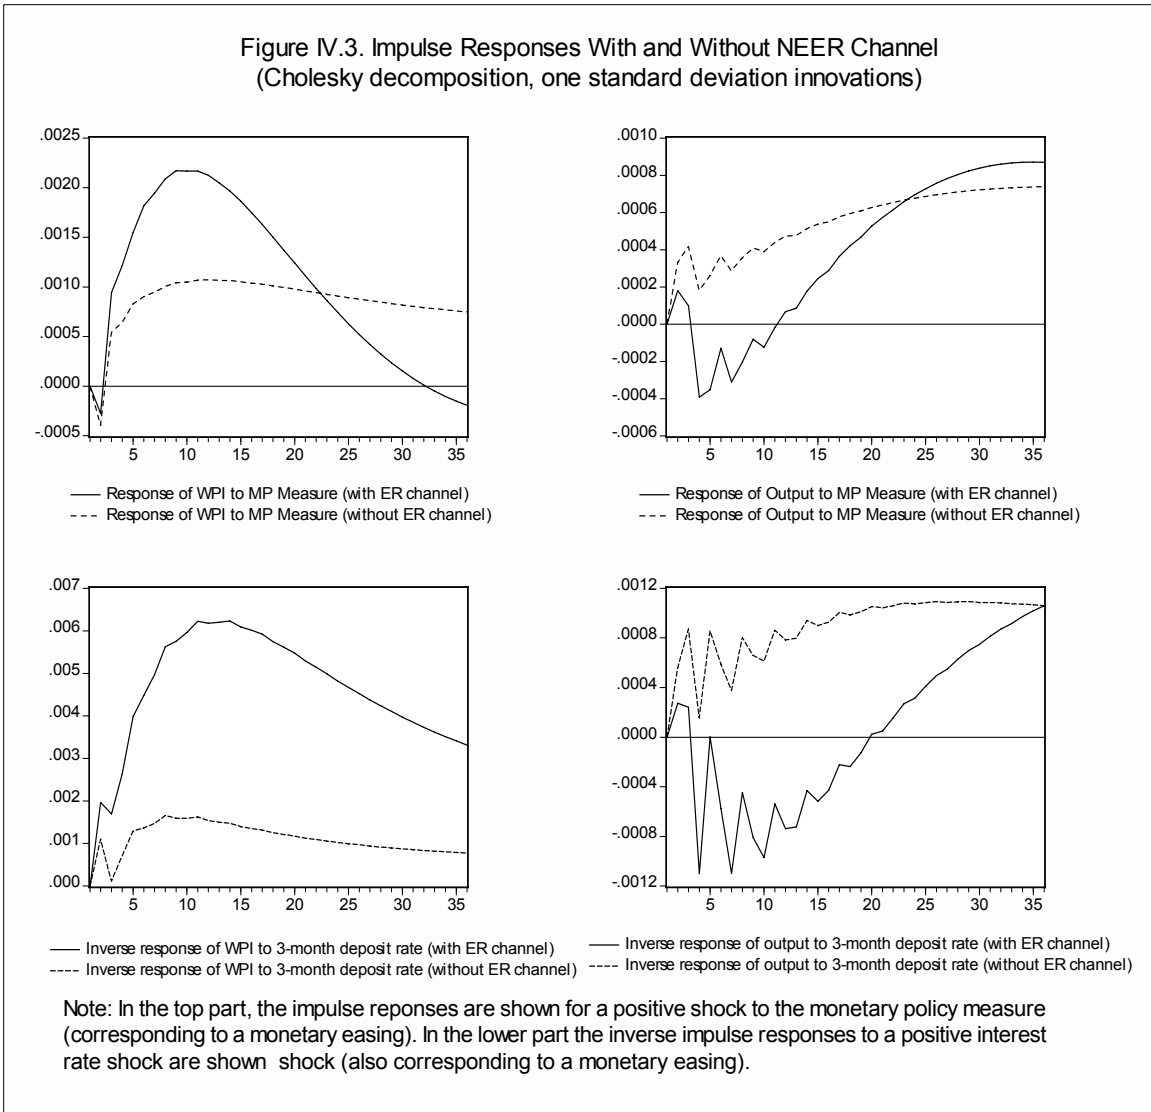 Figure IV.3. Impulse Responses With and Without NEER Channel
(Cholesky decomposition, one standard deviation innovations)
.0025
.0020
.0015
.0010
.0005
.0000
-.0005
5 10 15 20 25 30 35
Response of WPI to MP Measure (with ER channel)
Response of WPI to MP Measure (without ER channel)
.0010
.0008
.0006
.0004
.0002
.0000
-.0002
-.0004
-.0006
5 10 15 20 25 30 35
Response of Output to MP Measure (with ER channel)
Response of Output to MP Measure (without ER channel)
.007
.006
.005
.004
.003
.002
.001
.000
5 10 15 20 25 30 35
Inverse response of WPI to 3-month deposit rate (with ER channel)
Inverse response of WPI to 3-month deposit rate (without ER channel)
.0012
.0008
.0004
.0000
-.0004
-.0008
-.0012
5 10 15 20 25 30 35
Inverse response of output to 3-month deposit rate (with ER channel)
Inverse response of output to 3-month deposit rate (without ER channel)
Note: In the top part, the impulse reponses are shown for a positive shock to the monetary policy measure
(corresponding to a monetary easing). In the lower part the inverse impulse responses to a positive interest
rate shock are shown shock (also corresponding to a monetary easing).